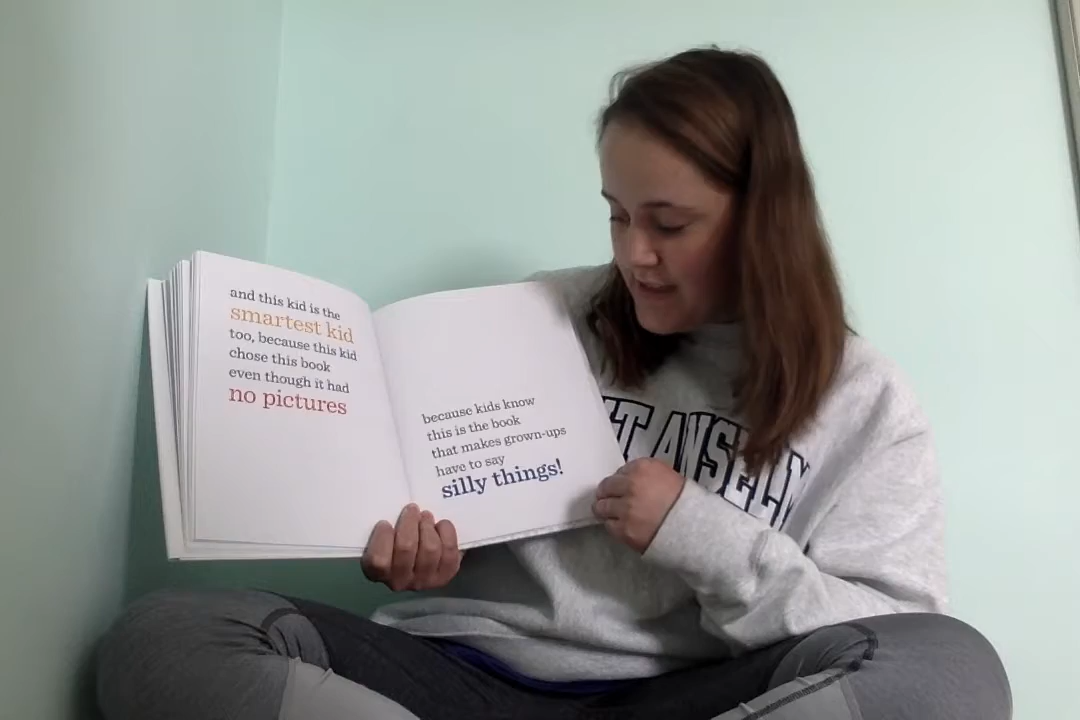 and this kid is the
smartest kid
too, because this kid
chose this book
even though it had
no pictures
because kids know
this is the book
that makes grown-ups
have to say
silly things!
ANSELM